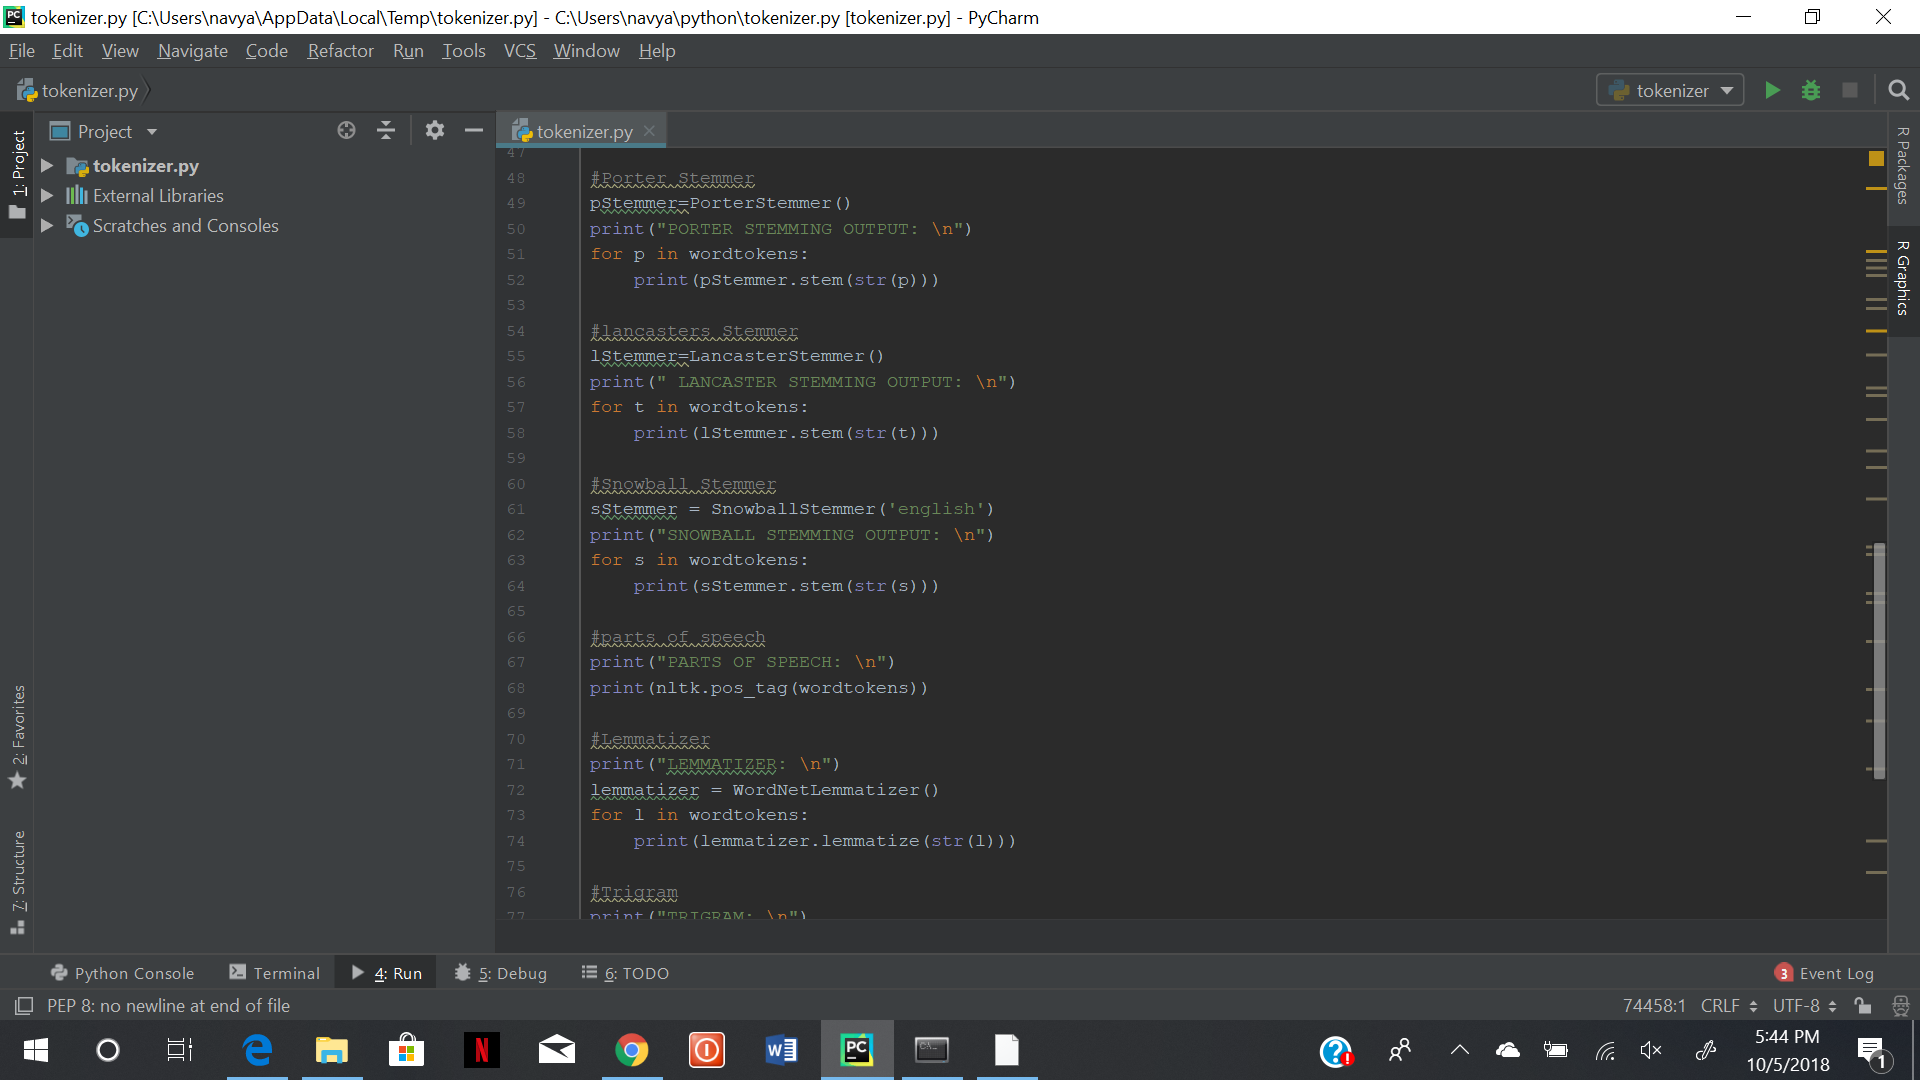 tokenizer.py [C:\Users\navya\AppData\Local\Temp\tokenizer.py] - C:\Users\navya\python\tokenizer.py [tokenizer.py] - PyCharm
File Edit View Navigate Code Refactor Run Tools VCS Window Help
tokenizer.py
tokenizer
1: Project
Project
tokenizer.py
External Libraries
Scratches and Consoles
2: Favorites
7: Structure
tokenizer.py
47
48 #Porter Stemmer
49 pStemmer=PorterStemmer()
50 print("PORTER STEMMING OUTPUT: \n")
51 for p in wordtokens:
52     print(pStemmer.stem(str(p)))
53
54 #lancasters Stemmer
55 lStemmer=LancasterStemmer()
56 print(" LANCASTER STEMMING OUTPUT: \n")
57 for t in wordtokens:
58     print(lStemmer.stem(str(t)))
59
60 #Snowball Stemmer
61 sStemmer = SnowballStemmer('english')
62 print("SNOWBALL STEMMING OUTPUT: \n")
63 for s in wordtokens:
64     print(sStemmer.stem(str(s)))
65
66 #parts of speech
67 print("PARTS OF SPEECH: \n")
68 print(nltk.pos_tag(wordtokens))
69
70 #Lemmatizer
71 print("LEMMATIZER: \n")
72 lemmatizer = WordNetLemmatizer()
73 for l in wordtokens:
74     print(lemmatizer.lemmatize(str(l)))
75
76 #Trigram
77 print("TRIGRAM: \n")
R Packages
R Graphics
Python Console Terminal 4: Run 5: Debug 6: TODO
3 Event Log
PEP 8: no newline at end of file
74458:1 CRLF UTF-8
5:44 PM
10/5/2018
1